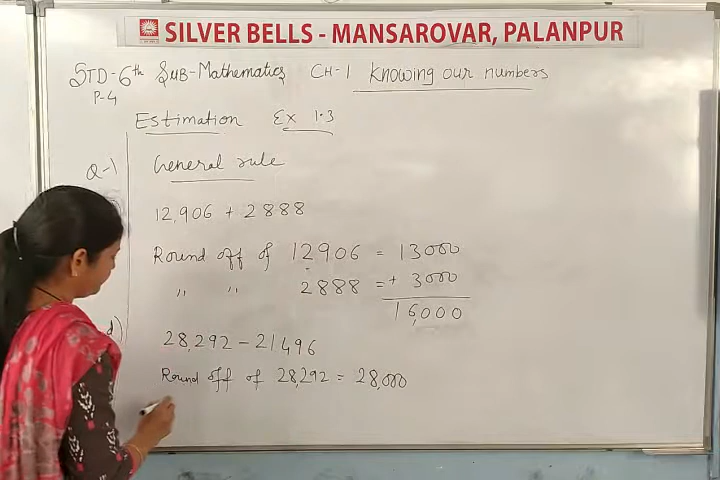 SILVER BELLS - MANSAROVAR, PALANPUR
STD-6th SUB-Mathematics CH-1 Knowing our numbers
P-4
Estimation Ex 1.3
Q-1 General rule
12,906 + 2888
Round off of 12906 = 13000
" " 2888 = + 3000
16,000
d) 28,292 - 21496
Round off of 28,292 = 28,000